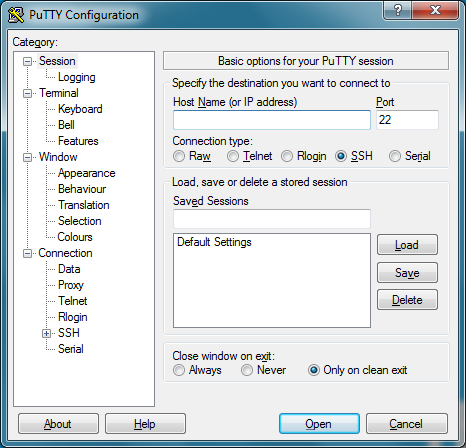 PuTTY Configuration
Category:
Session
Logging
Terminal
Keyboard
Bell
Features
Window
Appearance
Behaviour
Translation
Selection
Colours
Connection
Data
Proxy
Telnet
Rlogin
SSH
Serial
Basic options for your PuTTY session
Specify the destination you want to connect to
Host Name (or IP address) Port
22
Connection type:
Raw Telnet Rlogin SSH Serial
Load, save or delete a stored session
Saved Sessions
Default Settings
Load
Save
Delete
Close window on exit:
Always Never Only on clean exit
About Help Open Cancel